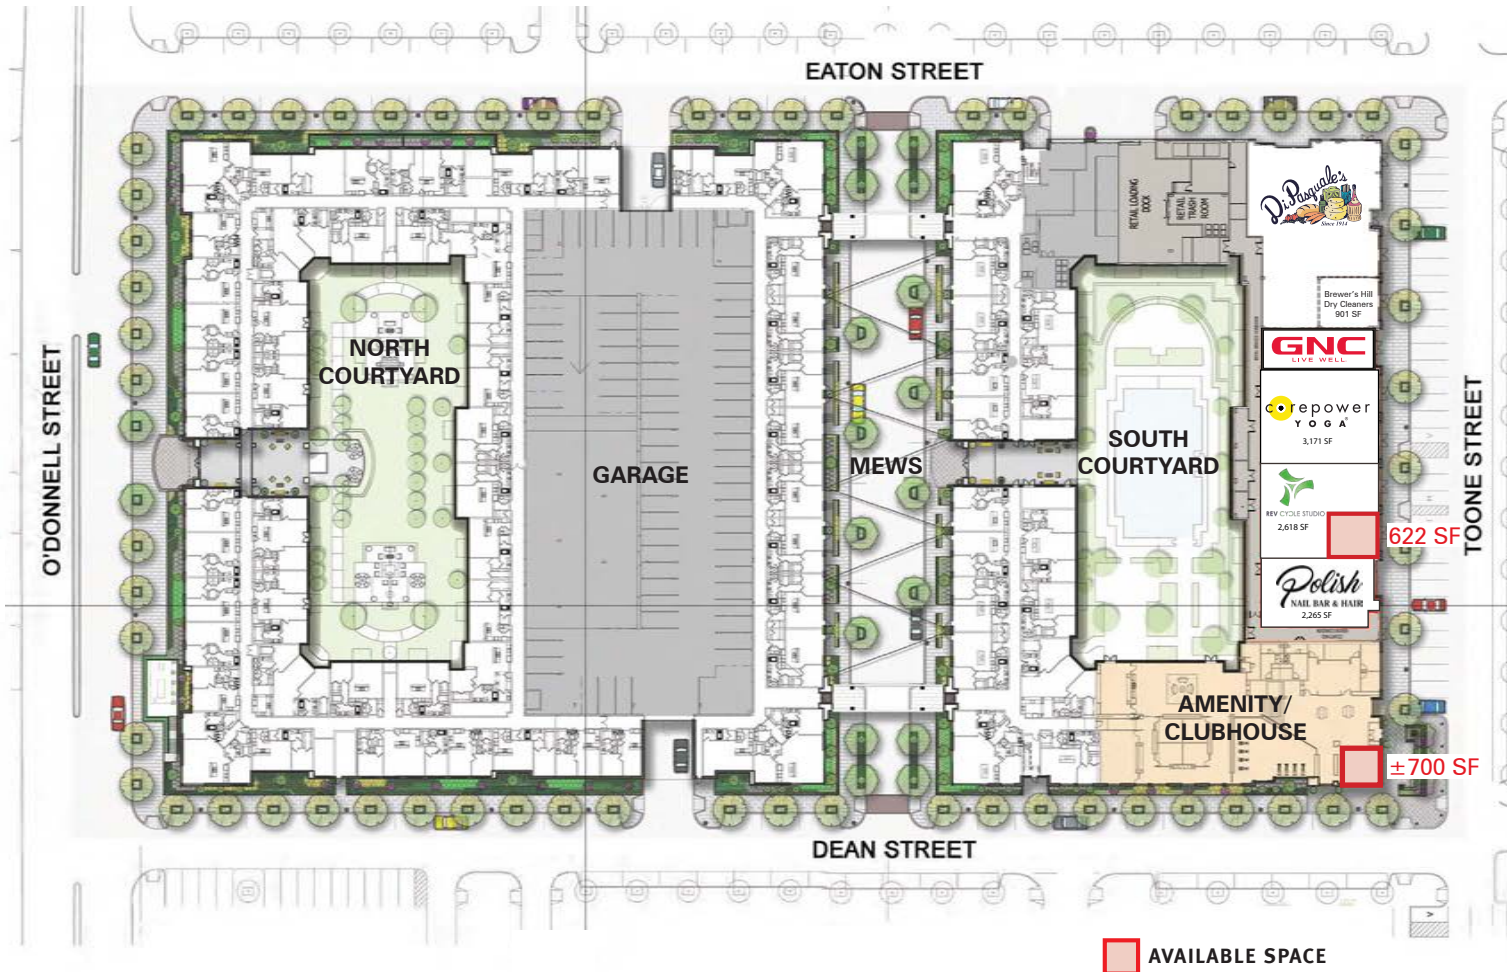 EATON STREET
RETAIL LOADING
DOCK
RETAIL
TRASH
ROOM
Di Pasquale's
Since 1914
Brewer's Hill
Dry Cleaners
901 SF
GNC
LIVE WELL
NORTH
COURTYARD
corepower
YOGA
3,171 SF
O'DONNELL STREET
GARAGE
MEWS
SOUTH
COURTYARD
TOONE STREET
REV CYCLE STUDIO
2,618 SF
622 SF
Polish
NAIL BAR & HAIR
2,265 SF
AMENITY/
CLUBHOUSE
±700 SF
DEAN STREET
AVAILABLE SPACE